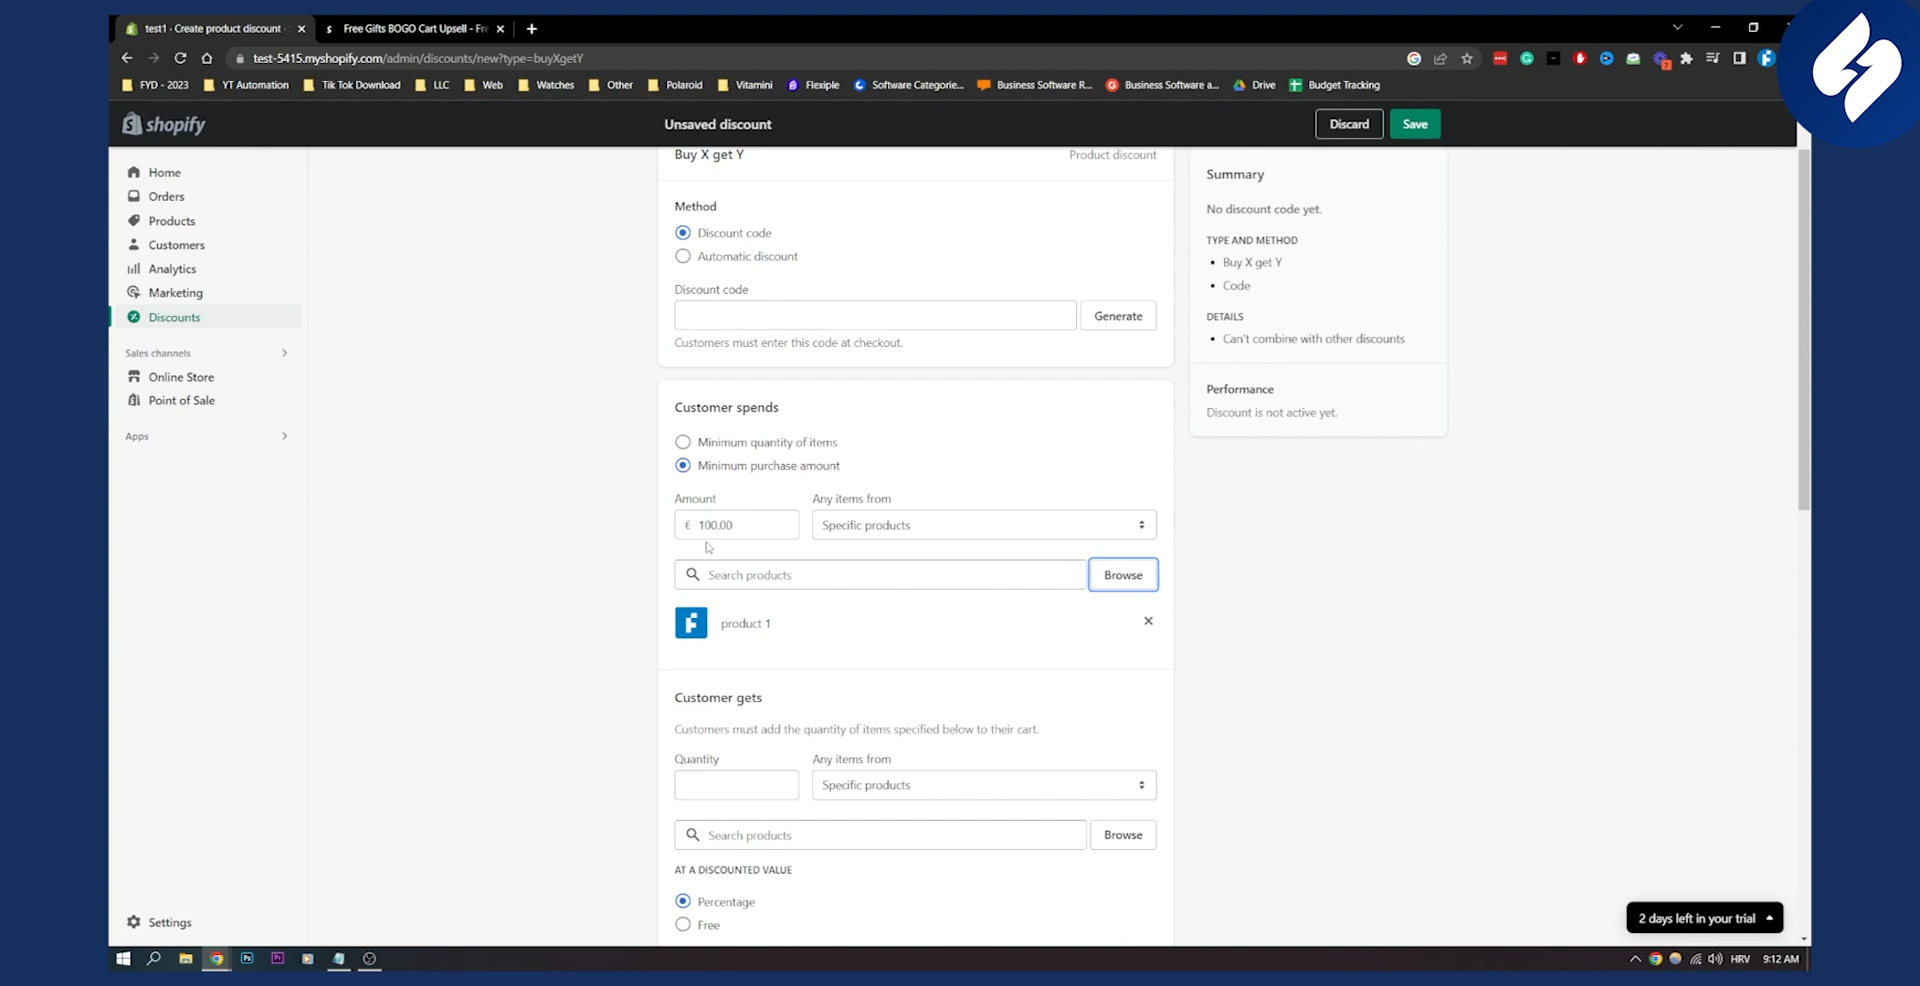 test1 · Create product discount ·
Free Gifts BOGO Cart Upsell - Fre
test-5415.myshopify.com/admin/discounts/new?type=buyXgetY
FYD - 2023
YT Automation
Tik Tok Download
LLC
Web
Watches
Other
Polaroid
Vitamini
Flexiple
Software Categorie...
Business Software R...
Business Software a...
Drive
Budget Tracking
shopify
Unsaved discount
Discard
Save
Home
Orders
Products
Customers
Analytics
Marketing
Discounts
Sales channels
Online Store
Point of Sale
Apps
Settings
Buy X get Y
Product discount
Method
Discount code
Automatic discount
Discount code
Generate
Customers must enter this code at checkout.
Customer spends
Minimum quantity of items
Minimum purchase amount
Amount
Any items from
€ 100.00
Specific products
Search products
Browse
product 1
Customer gets
Customers must add the quantity of items specified below to their cart.
Quantity
Any items from
Specific products
Search products
Browse
AT A DISCOUNTED VALUE
Percentage
Free
Summary
No discount code yet.
TYPE AND METHOD
• Buy X get Y
• Code
DETAILS
• Can't combine with other discounts
Performance
Discount is not active yet.
2 days left in your trial
HRV
9:12 AM